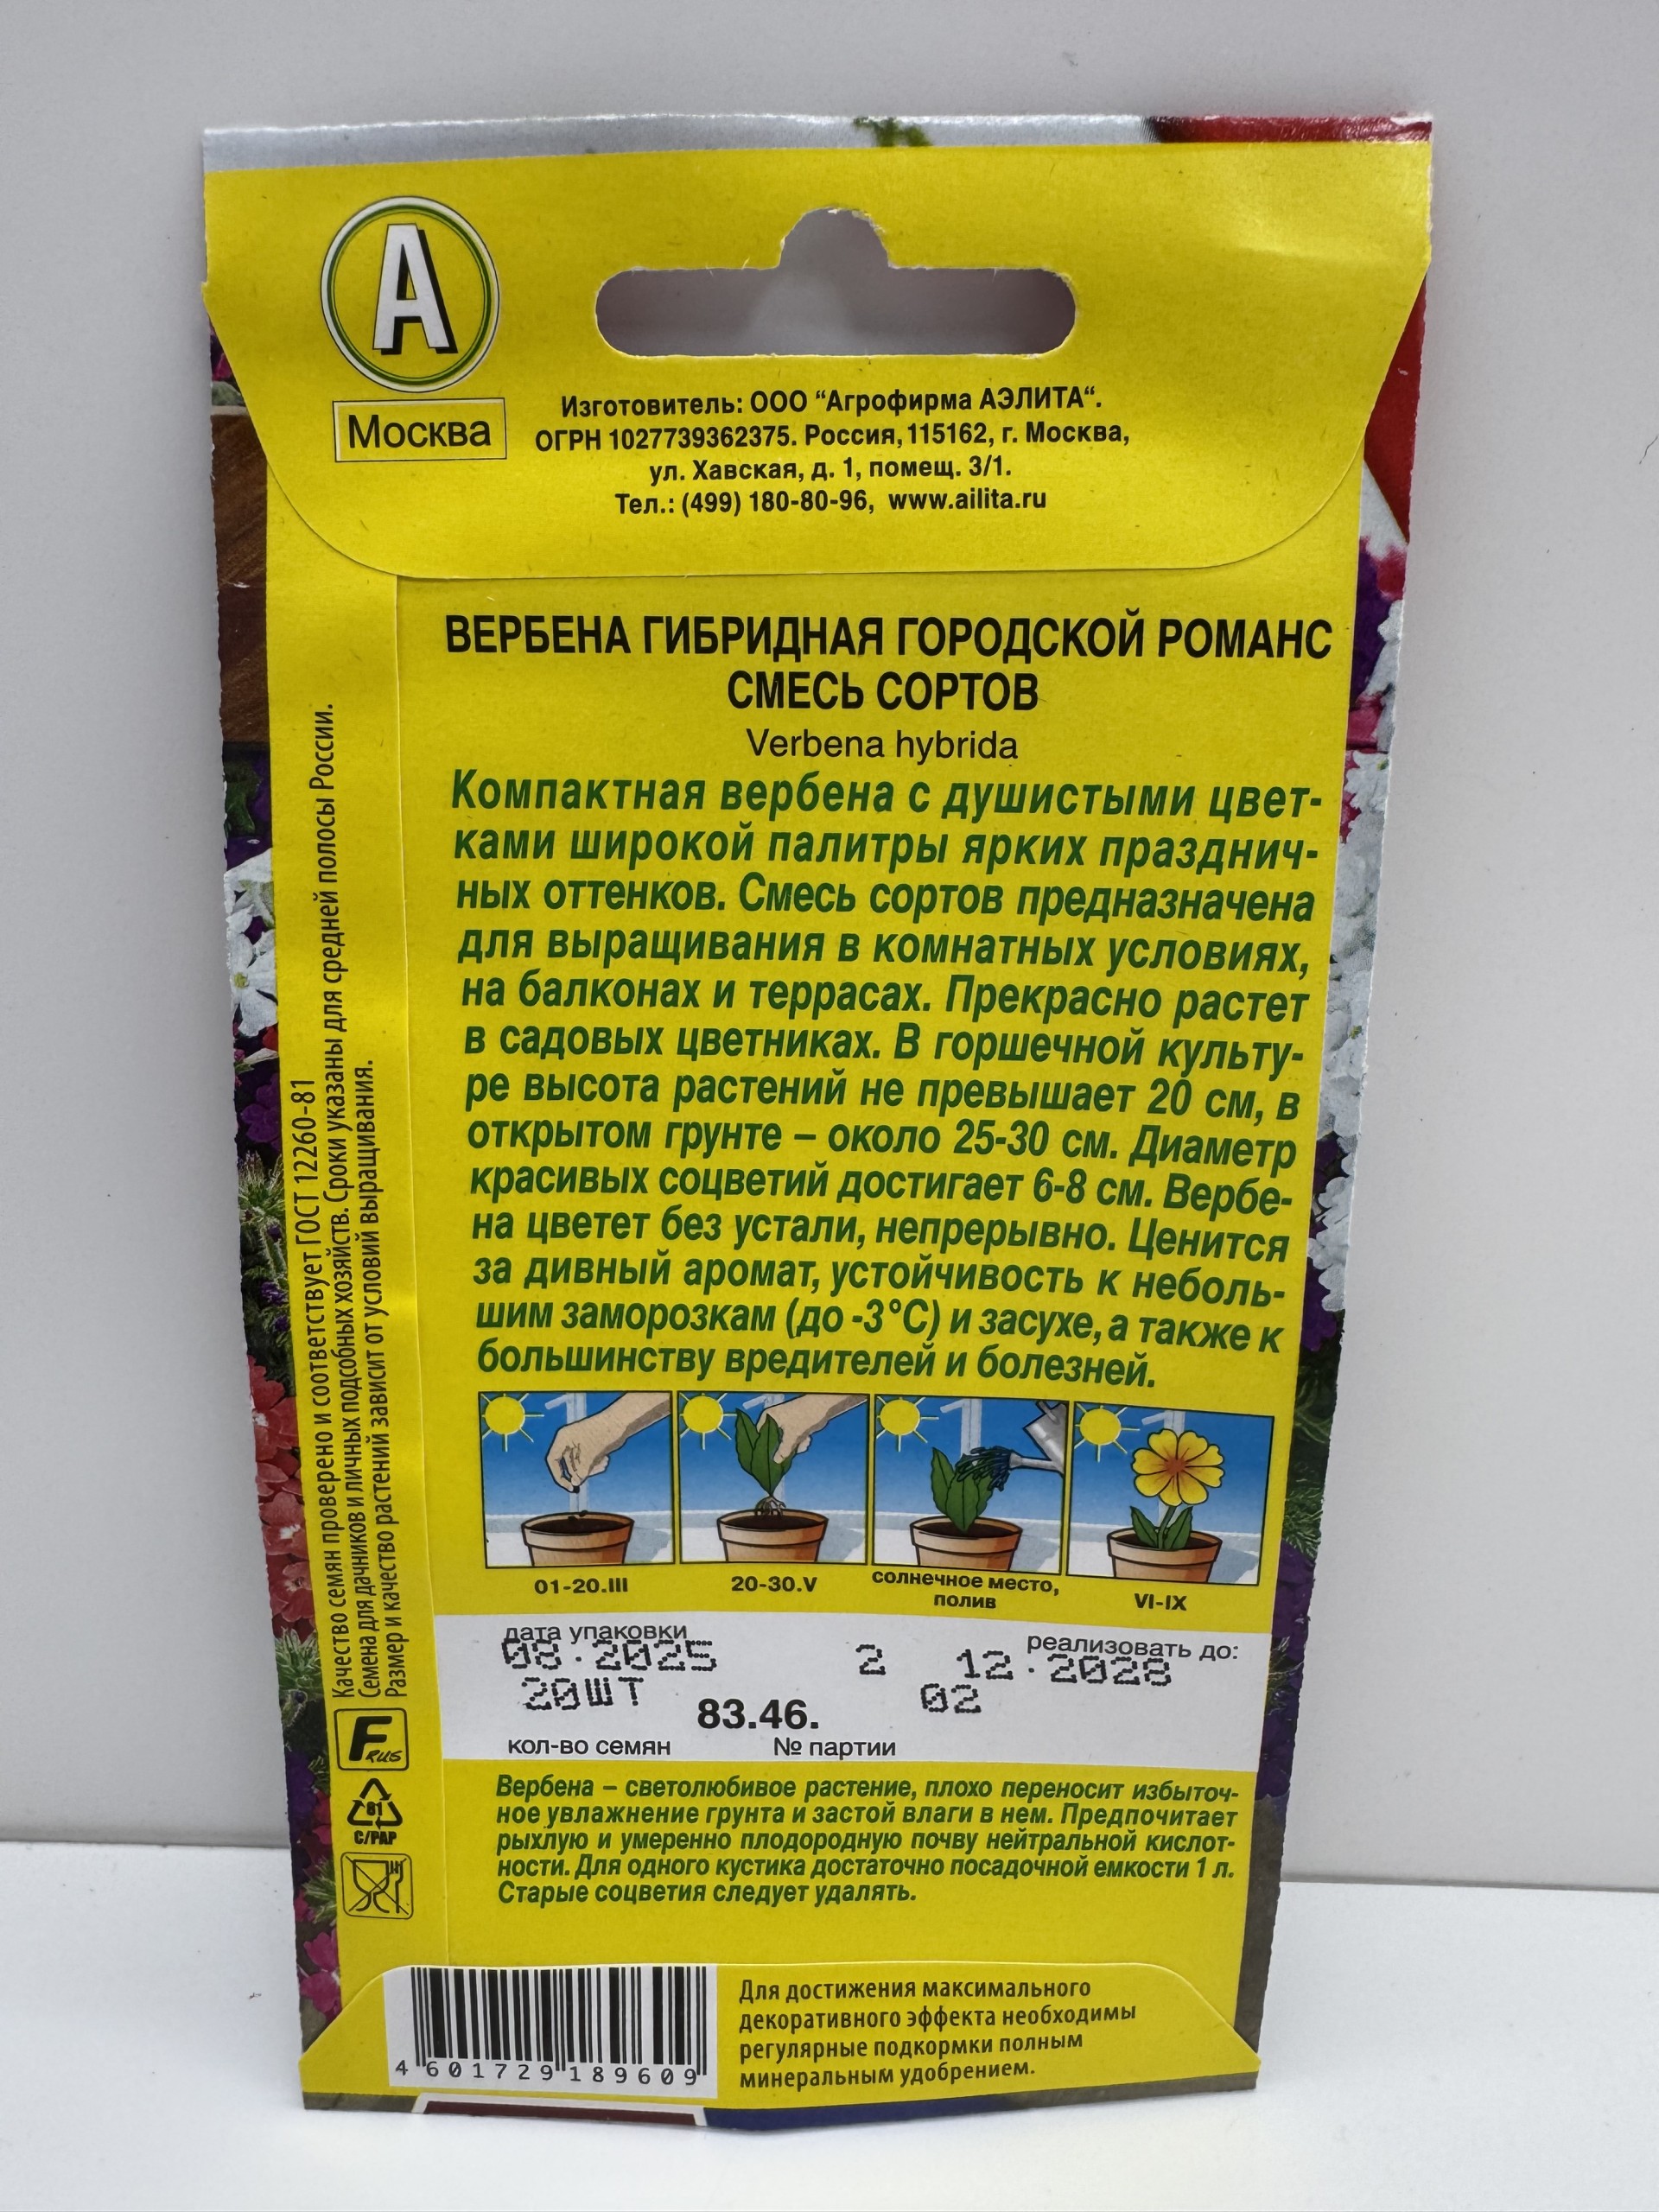 А
Москва
Изготовитель: ООО “Агрофирма АЭЛИТА“.
ОГРН 1027739362375. Россия, 115162, г. Москва,
ул. Хавская, д. 1, помещ. 3/1.
Тел.: (499) 180-80-96, www.ailita.ru
ВЕРБЕНА ГИБРИДНАЯ ГОРОДСКОЙ РОМАНС
СМЕСЬ СОРТОВ
Verbena hybrida
Компактная вербена с душистыми цвет-
ками широкой палитры ярких празднич-
ных оттенков. Смесь сортов предназначена
для выращивания в комнатных условиях,
на балконах и террасах. Прекрасно растет
в садовых цветниках. В горшечной культу-
ре высота растений не превышает 20 см, в
открытом грунте – около 25-30 см. Диаметр
красивых соцветий достигает 6-8 см. Вербе-
на цветет без устали, непрерывно. Ценится
за дивный аромат, устойчивость к неболь-
шим заморозкам (до -3°С) и засухе, а также к
большинству вредителей и болезней.
01-20.III
20-30.V
солнечное место,
полив
VI-IX
дата упаковки
реализовать до:
08.2025 2 12.2028
20ШТ 83.46. 02
кол-во семян № партии
Вербена – светолюбивое растение, плохо переносит избыточ-
ное увлажнение грунта и застой влаги в нем. Предпочитает
рыхлую и умеренно плодородную почву нейтральной кислот-
ности. Для одного кустика достаточно посадочной емкости 1 л.
Старые соцветия следует удалять.
Качество семян проверено и соответствует ГОСТ 12260-81
Семена для дачников и личных подсобных хозяйств. Сроки указаны для средней полосы России.
Размер и качество растений зависит от условий выращивания.
F RUS
81
C/PAP
4 601729 189609
Для достижения максимального
декоративного эффекта необходимы
регулярные подкормки полным
минеральным удобрением.